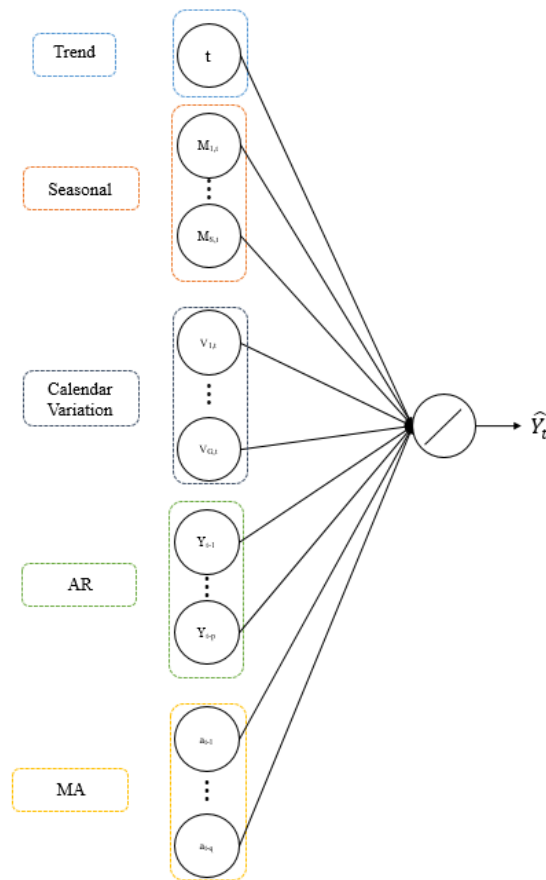 Trend
t
Seasonal
M1,t
MS,t
Calendar
Variation
V1,t
VG,t
AR
Yt-1
Yt-p
MA
at-1
at-q
Ŷt